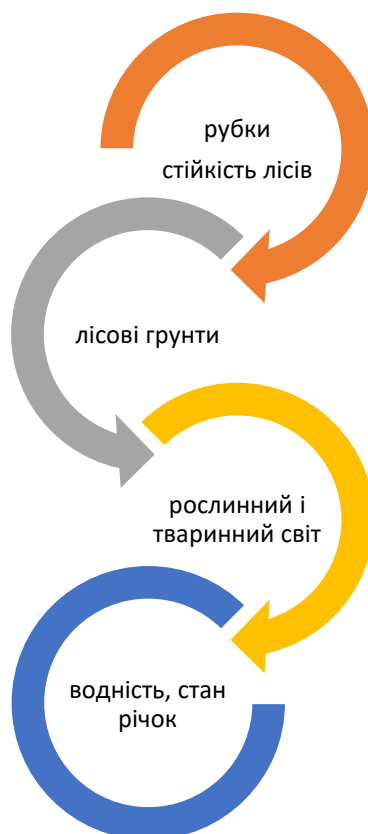 рубки
стійкість лісів
лісові грунти
рослинний і
тваринний світ
водність, стан
річок